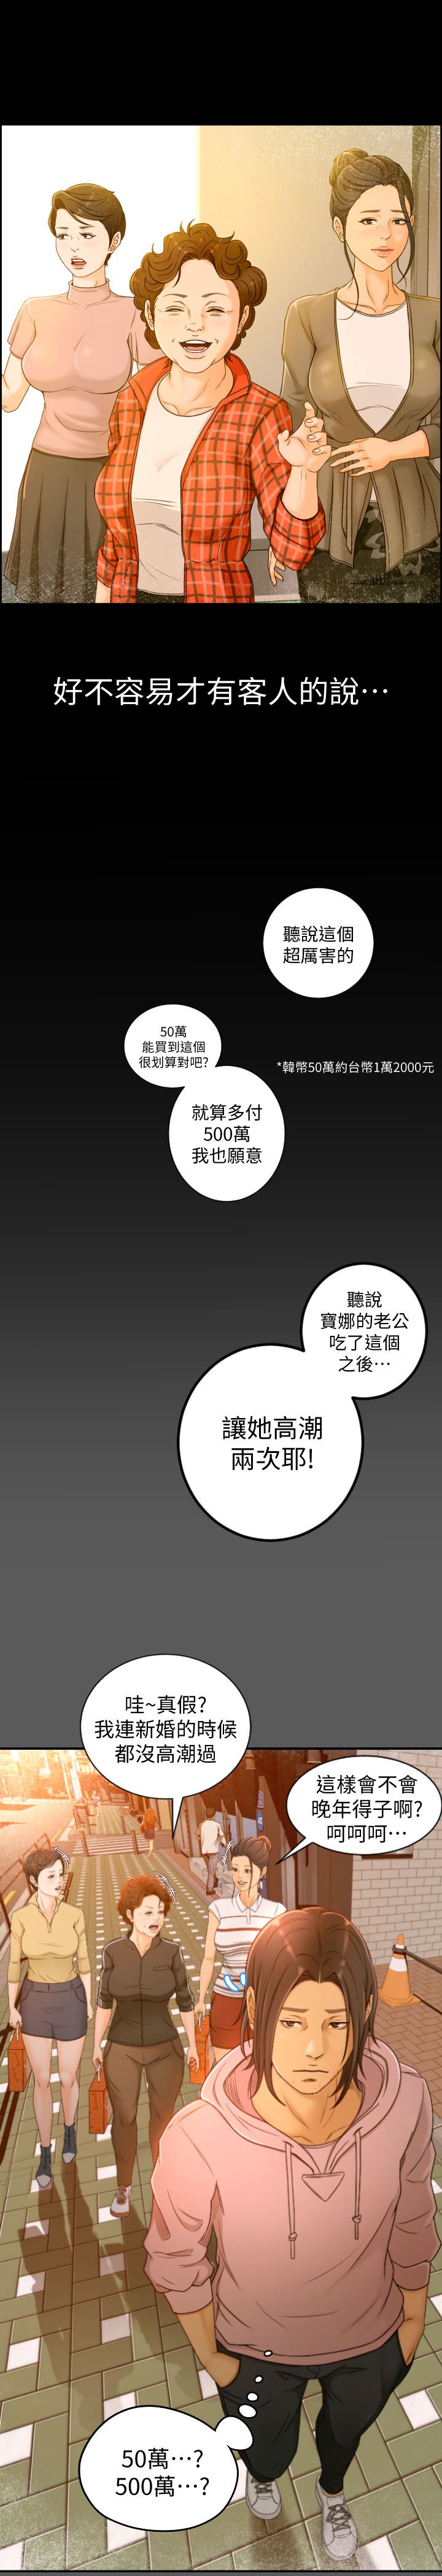 好不容易才有客人的說…
聽說這個
超厲害的
50萬
能買到這個
很划算對吧?
*韓幣50萬約台幣1萬2000元
就算多付
500萬
我也願意
聽說
寶娜的老公
吃了這個
之後…
讓她高潮
兩次耶!
哇~真假?
我連新婚的時候
都沒高潮過
這樣會不會
晚年得子啊?
呵呵呵…
50萬…?
500萬…?